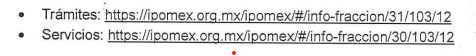 • Trámites: https://ipomex.org.mx/ipomex/#/info-fraccion/31/103/12
• Servicios: https://ipomex.org.mx/ipomex/#/info-fraccion/30/103/12